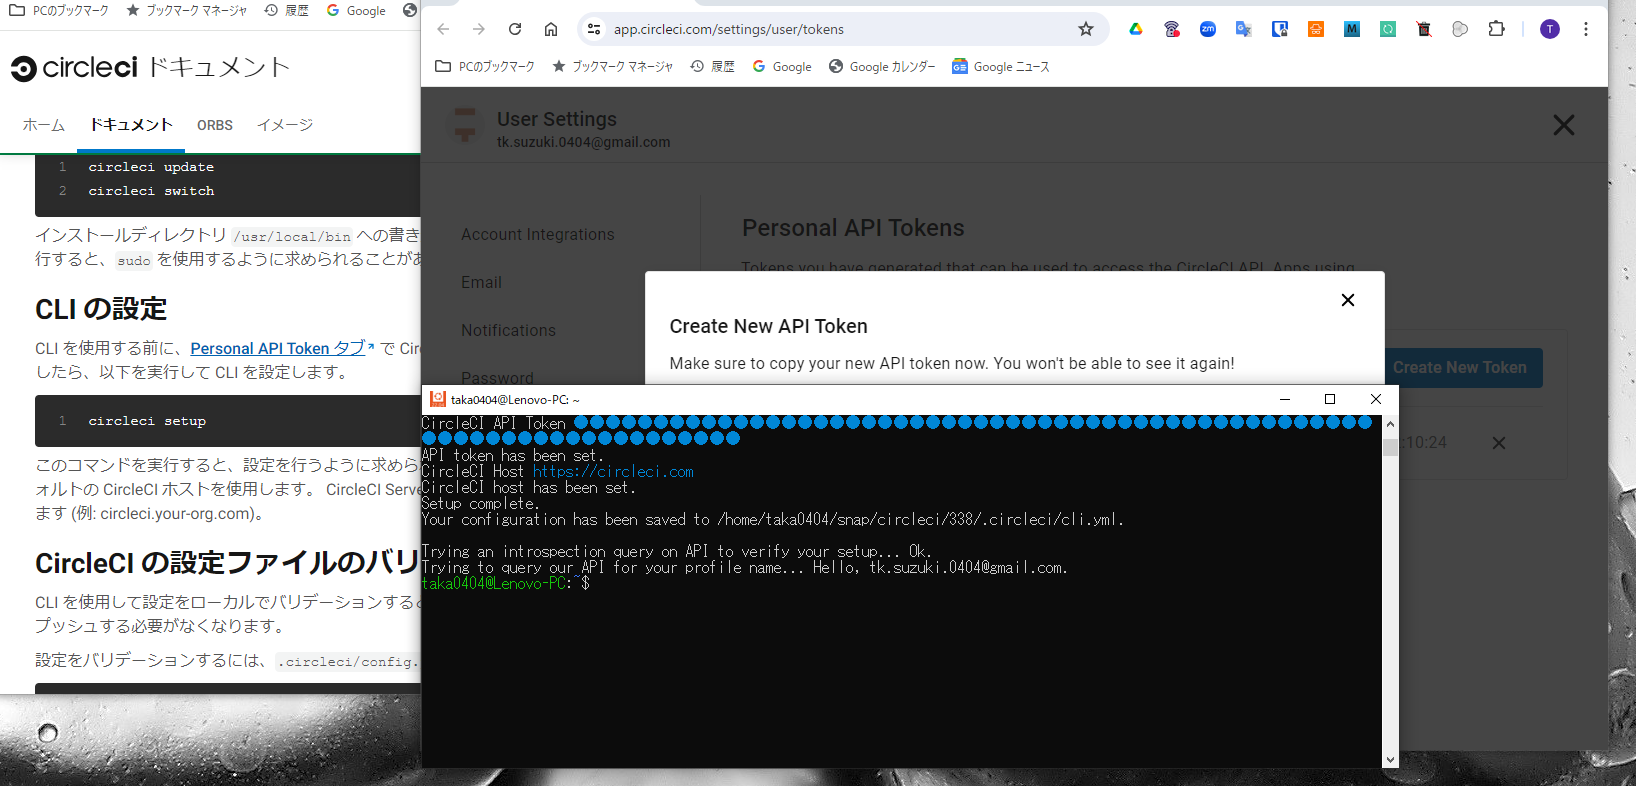 PCのブックマーク ブックマーク マネージャ 履歴 Google
circleci ドキュメント
ホーム ドキュメント ORBS イメージ
1 circleci update
2 circleci switch
インストールディレクトリ /usr/local/bin への書き
行すると、sudo を使用するように求められることがあ
CLI の設定
CLI を使用する前に、Personal API Token タブ で Cir
したら、以下を実行して CLI を設定します。
1 circleci setup
このコマンドを実行すると、設定を行うように求めら
ォルトの CircleCI ホストを使用します。 CircleCI Serve
ます (例: circleci.your-org.com)。
CircleCI の設定ファイルのバリ
CLI を使用して設定をローカルでバリデーションすると
プッシュする必要がなくなります。
設定をバリデーションするには、.circleci/config.
app.circleci.com/settings/user/tokens
PCのブックマーク ブックマーク マネージャ 履歴 Google Google カレンダー Google ニュース
User Settings
tk.suzuki.0404@gmail.com
Account Integrations
Email
Notifications
Password
Personal API Tokens
Tokens you have generated that can be used to access the CircleCI API. Apps using
Create New Token
:10:24
Create New API Token
Make sure to copy your new API token now. You won't be able to see it again!
taka0404@Lenovo-PC: ~
CircleCI API Token
API token has been set.
CircleCI Host https://circleci.com
CircleCI host has been set.
Setup complete.
Your configuration has been saved to /home/taka0404/snap/circleci/338/.circleci/cli.yml.
Trying an introspection query on API to verify your setup... Ok.
Trying to query our API for your profile name... Hello, tk.suzuki.0404@gmail.com.
taka0404@Lenovo-PC:~$